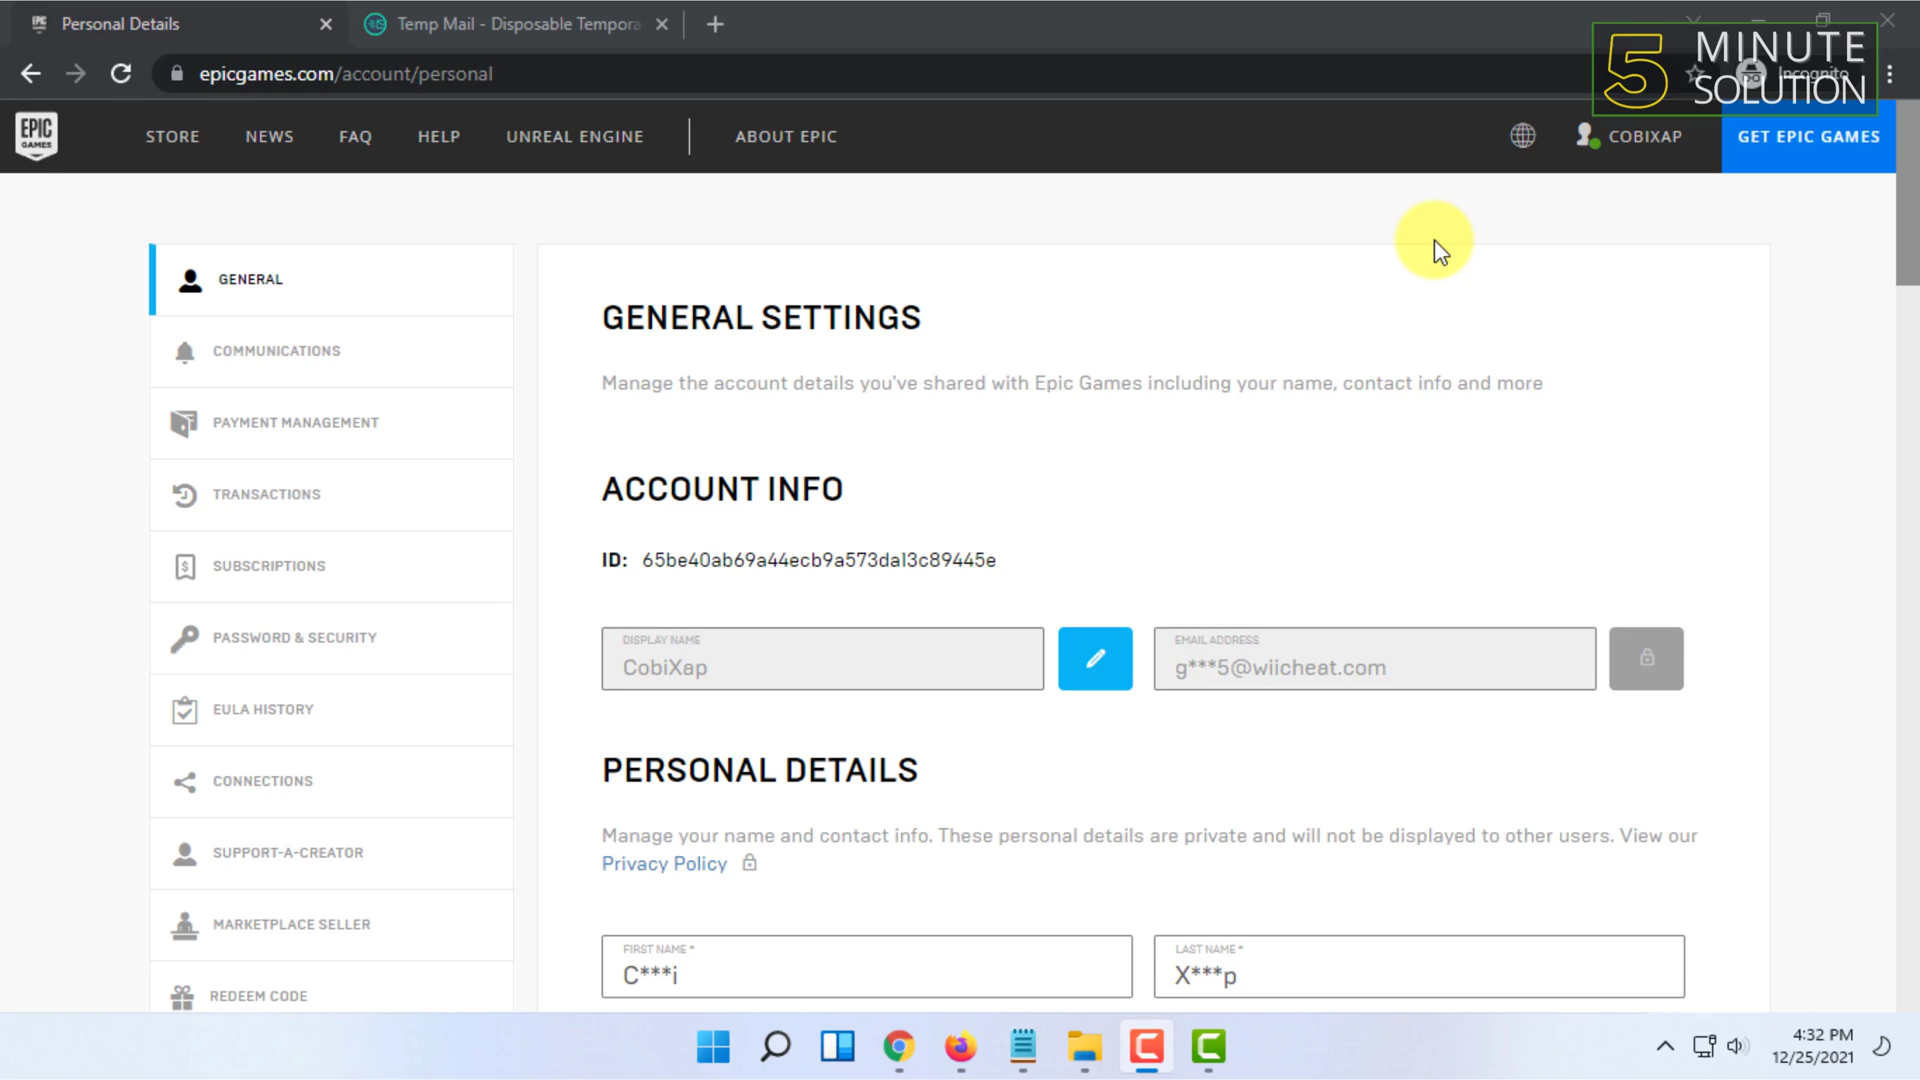 Personal Details
Temp Mail - Disposable Tempora
epicgames.com/account/personal
Incognito
5 MINUTE
SOLUTION
EPIC
GAMES
STORE
NEWS
FAQ
HELP
UNREAL ENGINE
ABOUT EPIC
COBIXAP
GET EPIC GAMES
GENERAL
COMMUNICATIONS
PAYMENT MANAGEMENT
TRANSACTIONS
SUBSCRIPTIONS
PASSWORD & SECURITY
EULA HISTORY
CONNECTIONS
SUPPORT-A-CREATOR
MARKETPLACE SELLER
REDEEM CODE
GENERAL SETTINGS
Manage the account details you've shared with Epic Games including your name, contact info and more
ACCOUNT INFO
ID: 65be40ab69a44ecb9a573da13c89445e
DISPLAY NAME
CobiXap
EMAIL ADDRESS
g***5@wiicheat.com
PERSONAL DETAILS
Manage your name and contact info. These personal details are private and will not be displayed to other users. View our
Privacy Policy
FIRST NAME *
C***i
LAST NAME *
X***p
4:32 PM
12/25/2021